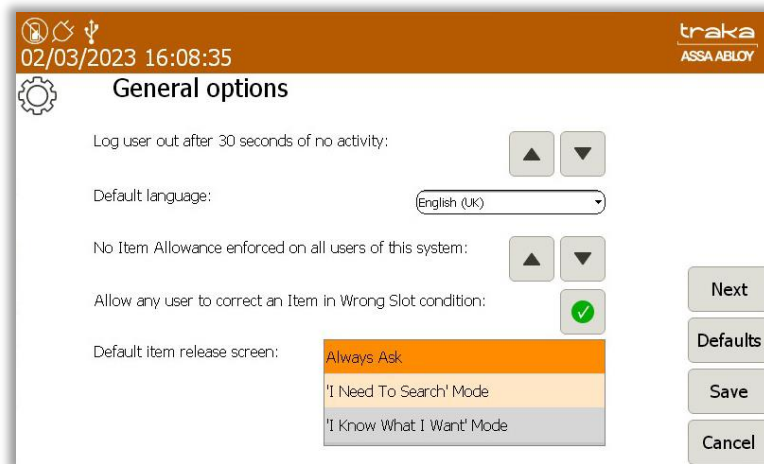 traka
02/03/2023 16:08:35
ASSA ABLOY
General options
Log user out after 30 seconds of no activity:
Default language:
English (UK)
No Item Allowance enforced on all users of this system:
Allow any user to correct an Item in Wrong Slot condition:
Default item release screen:
Always Ask
'I Need To Search' Mode
'I Know What I Want' Mode
Next
Defaults
Save
Cancel